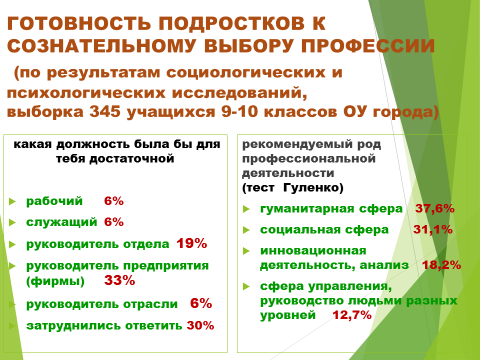 ГОТОВНОСТЬ ПОДРОСТКОВ К
СОЗНАТЕЛЬНОМУ ВЫБОРУ ПРОФЕССИИ
(по результатам социологических и
психологических исследований,
выборка 345 учащихся 9-10 классов ОУ города)
какая должность была бы для
тебя достаточной
рабочий 6%
служащий 6%
руководитель отдела 19%
руководитель предприятия
(фирмы) 33%
руководитель отрасли 6%
затруднились ответить 30%
рекомендуемый род
профессиональной
деятельности
(тест Гуленко)
гуманитарная сфера 37,6%
социальная сфера 31,1%
инновационная
деятельность, анализ 18,2%
сфера управления,
руководство людьми разных
уровней 12,7%